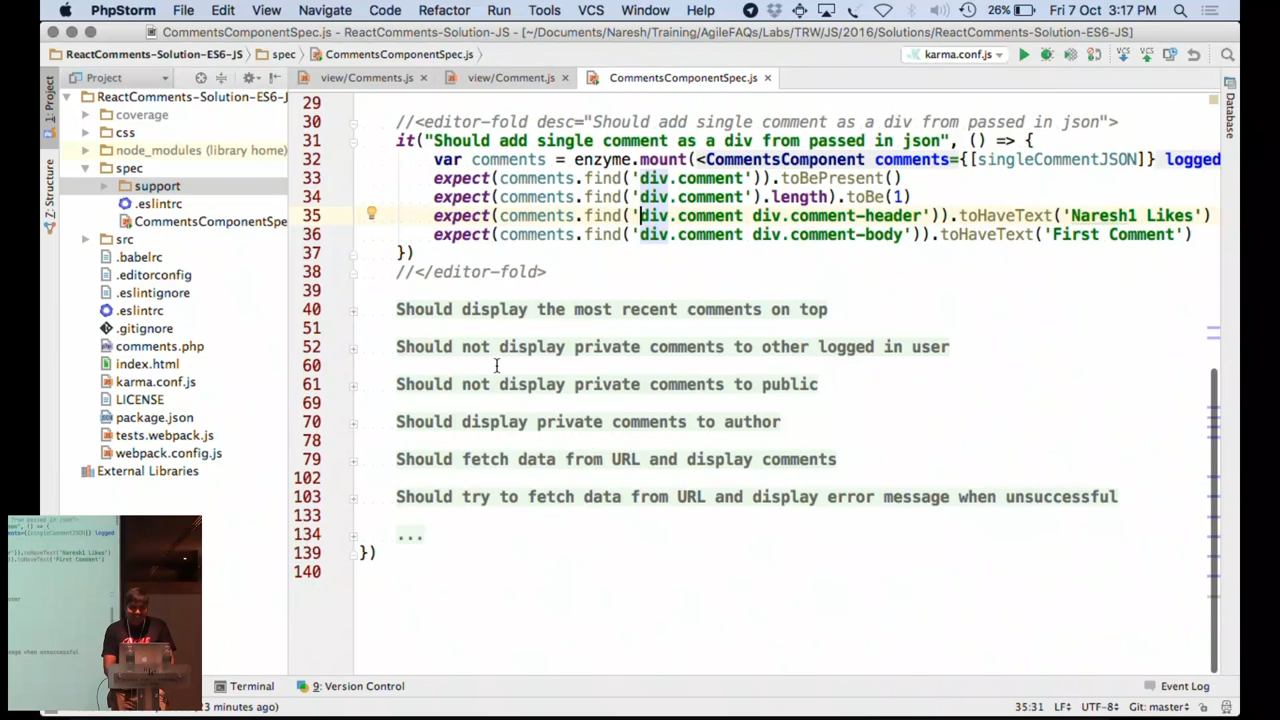 PhpStorm File Edit View Navigate Code Refactor Run Tools VCS Window Help 26% Fri 7 Oct 3:17 PM
CommentsComponentSpec.js - ReactComments-Solution-JS - [~/Documents/Naresh/Training/AgileFAQs/Labs/TRW/JS/2016/Solutions/ReactComments-Solution-ES6-JS]
ReactComments-Solution-ES6-JS spec CommentsComponentSpec.js karma.conf.js VCS VCS
1: Project
Z: Structure
Project
view/Comments.js view/Comment.js CommentsComponentSpec.js
Database
ReactComments-Solution-ES6-J
coverage
css
node_modules (library home)
spec
support
.eslintrc
CommentsComponentSpe
src
.babelrc
.editorconfig
.eslintignore
.eslintrc
.gitignore
comments.php
index.html
karma.conf.js
LICENSE
package.json
tests.webpack.js
webpack.config.js
External Libraries
29
30 //<editor-fold desc="Should add single comment as a div from passed in json">
31 it("Should add single comment as a div from passed in json", () => {
32 var comments = enzyme.mount(<CommentsComponent comments={[singleCommentJSON]} logged
33 expect(comments.find('div.comment')).toBePresent()
34 expect(comments.find('div.comment').length).toBe(1)
35 expect(comments.find('div.comment div.comment-header')).toHaveText('Naresh1 Likes')
36 expect(comments.find('div.comment div.comment-body')).toHaveText('First Comment')
37 })
38 //</editor-fold>
39
40 Should display the most recent comments on top
51
52 Should not display private comments to other logged in user
60
61 Should not display private comments to public
69
70 Should display private comments to author
78
79 Should fetch data from URL and display comments
102
103 Should try to fetch data from URL and display error message when unsuccessful
133
134 ...
139 })
140
Terminal 9: Version Control Event Log
3 minutes ago) 35:31 LF UTF-8 Git: master